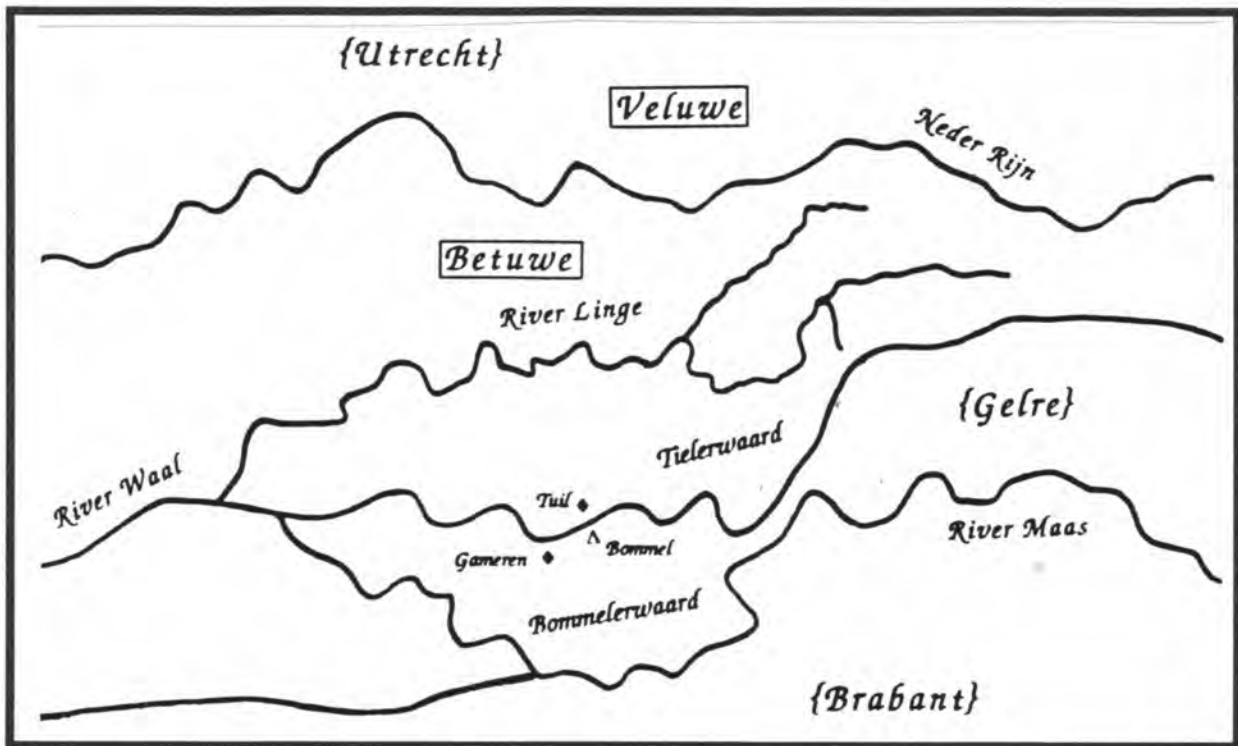 {Utrecht}
Veluwe
Neder Rijn
Betuwe
River Linge
{Gelre}
Tielerwaard
River Waal
Tuil
River Maas
Bommel
Gameren
Bommelerwaard
{Brabant}